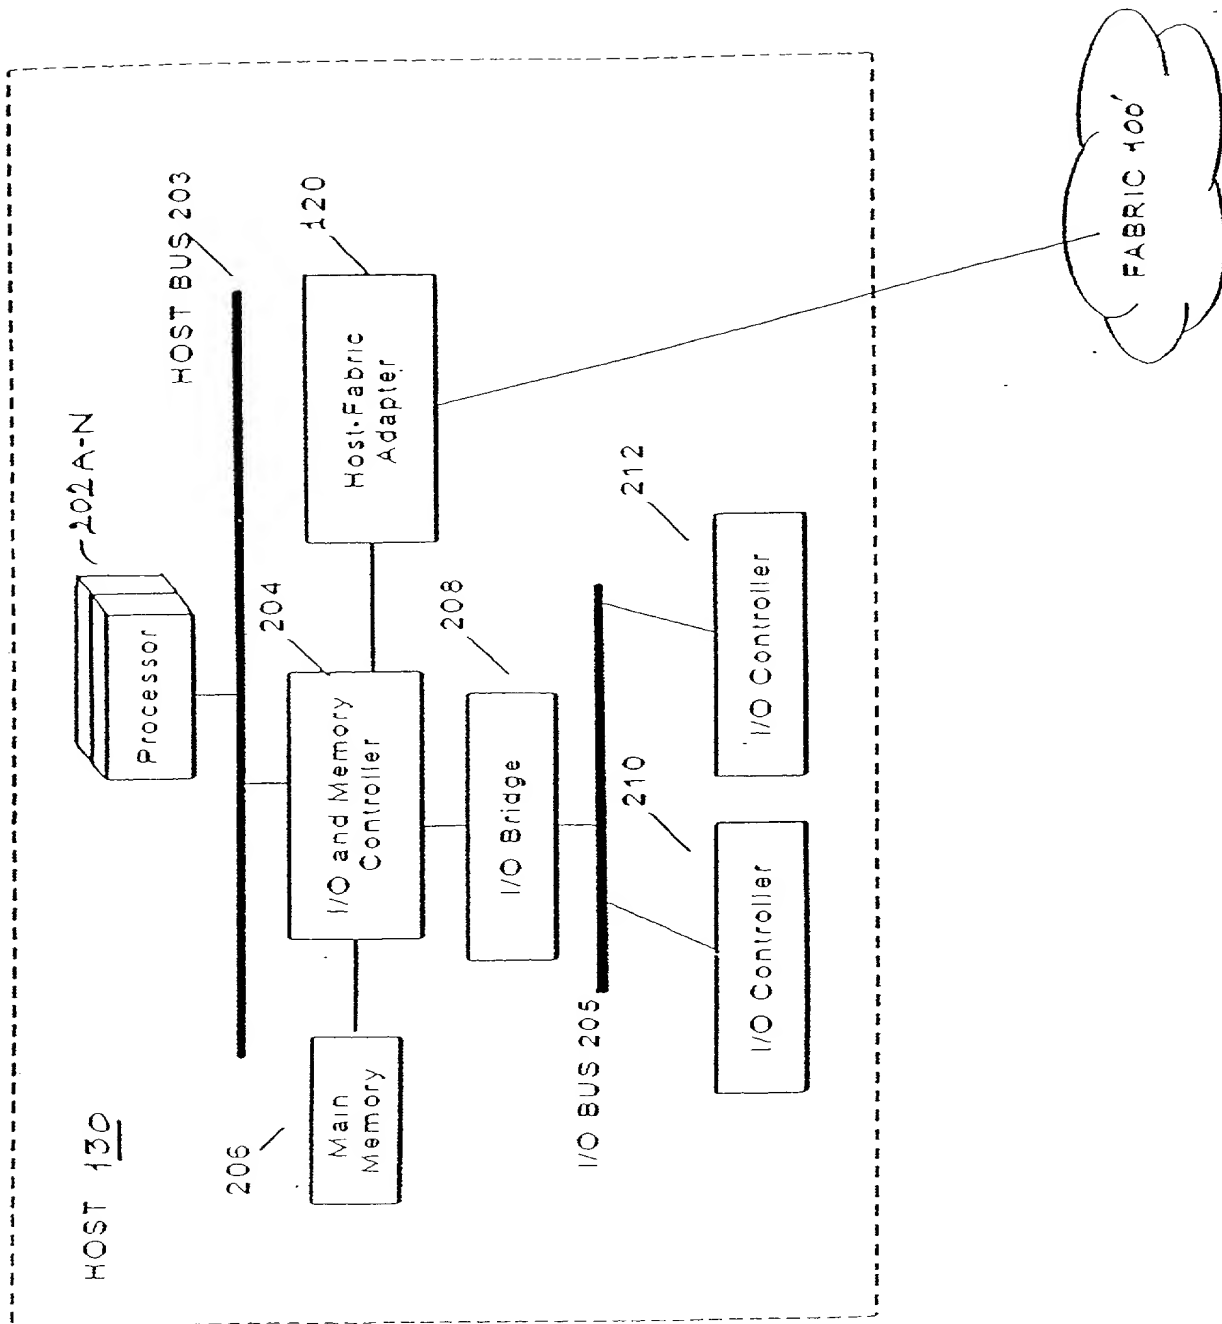 HOST 130
202A-N
Processor
HOST BUS 203
206
204
120
Main
Memory
I/O and Memory
Controller
Host-Fabric
Adapter
208
I/O Bridge
I/O BUS 205
210
212
I/O Controller
I/O Controller
FABRIC 100'